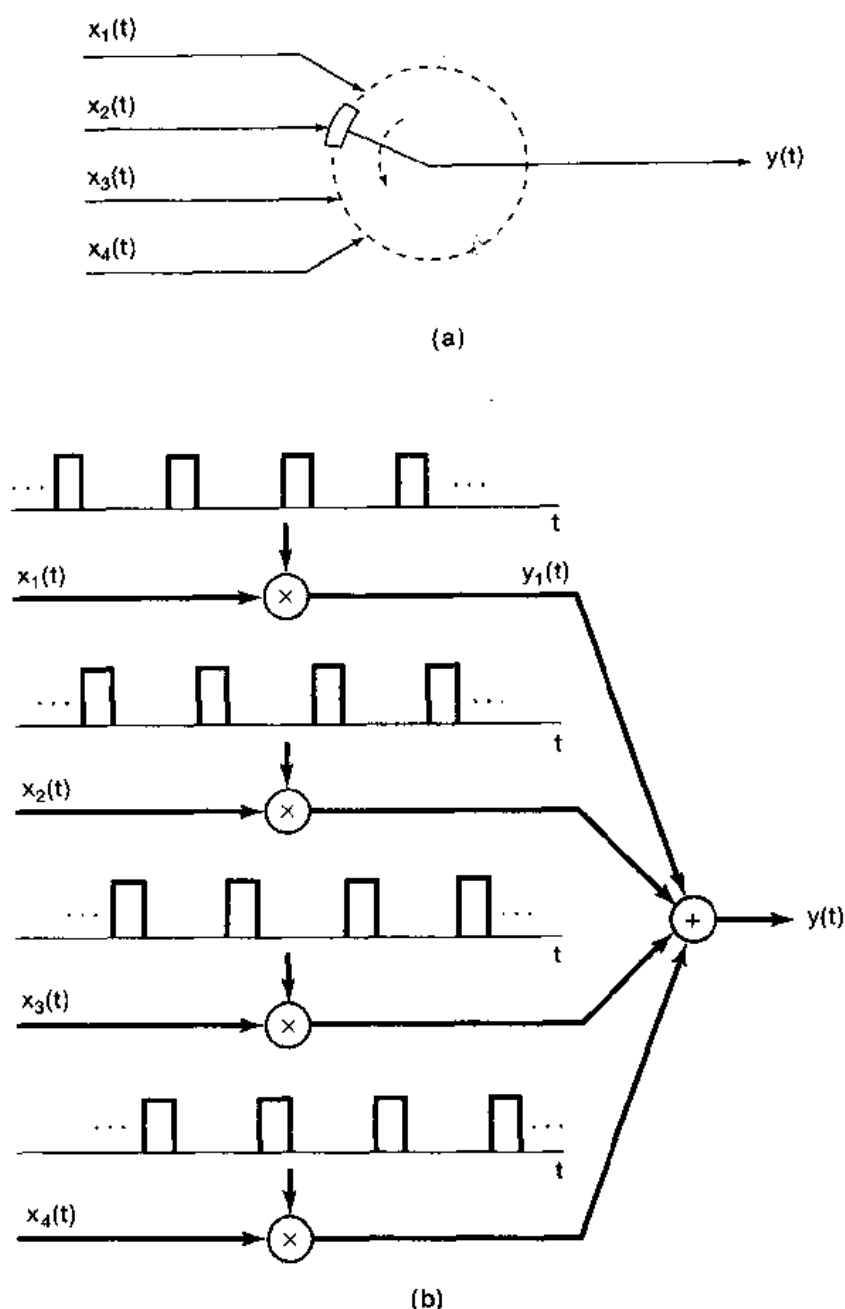 x₁(t)
x₂(t)
x₃(t)
x₄(t)
y(t)
(a)
... ...
t
x₁(t) y₁(t)
... ...
t
x₂(t)
... ...
t
x₃(t)
y(t)
... ...
t
x₄(t)
(b)
×
×
×
×
+